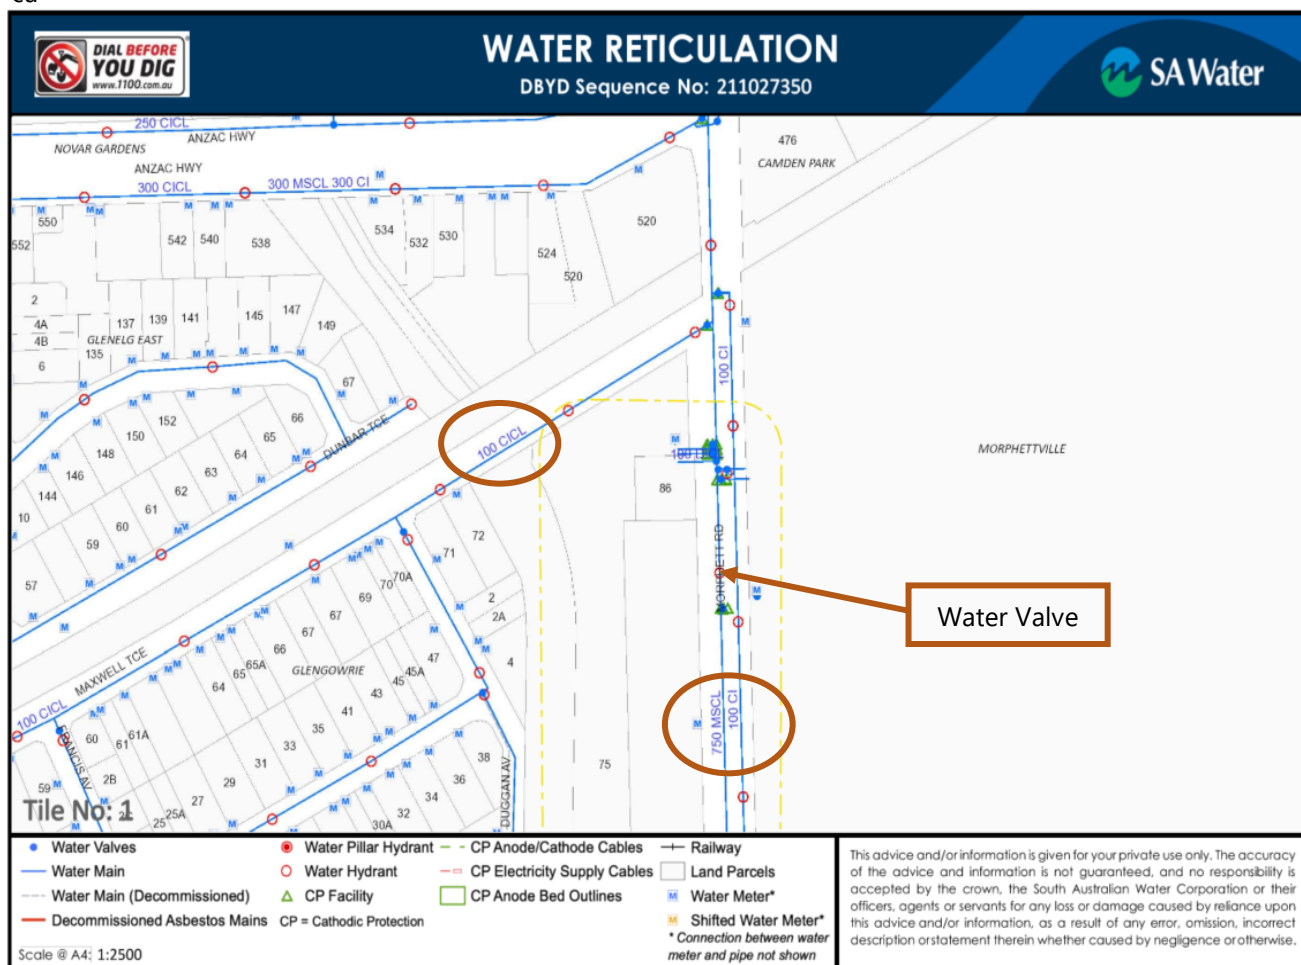 DIAL BEFORE
YOU DIG
www.1100.com.au
WATER RETICULATION
DBYD Sequence No: 211027350
SA Water
250 CICL
ANZAC HWY
NOVAR GARDENS
ANZAC HWY
300 CICL
300 MSCL 300 CI
476
CAMDEN PARK
550
552
542
540
538
534
532
530
524
520
520
2
4A
4B
6
137
139
141
145
147
149
GLENELG EAST
135
67
152
150
148
146
144
10
66
65
64
63
62
61
60
59
57
DUNBAR TCE
100 CICL
100 CI
86
MORPHETTVILLE
MORPHETT RD
Water Valve
72
71
70A
70
69
67
67
66
65A
65
64
2
2A
4
GLENGOWRIE
47
45A
45
43
41
35
33
31
29
27
25A
25
MAXWELL TCE
100 CICL
FRANCIS AV
60
61
61A
2B
59
38
36
34
32
30A
DUGGAN AV
75
750 MSCL
100 CI
Tile No: 1
Water Valves
Water Main
Water Main (Decommissioned)
Decommissioned Asbestos Mains
Water Pillar Hydrant
Water Hydrant
CP Facility
CP = Cathodic Protection
CP Anode/Cathode Cables
CP Electricity Supply Cables
CP Anode Bed Outlines
Railway
Land Parcels
M Water Meter*
M Shifted Water Meter*
* Connection between water
meter and pipe not shown
Scale @ A4: 1:2500
This advice and/or information is given for your private use only. The accuracy
of the advice and information is not guaranteed, and no responsibility is
accepted by the crown, the South Australian Water Corporation or their
officers, agents or servants for any loss or damage caused by reliance upon
this advice and/or information, as a result of any error, omission, incorrect
description or statement therein whether caused by negligence or otherwise.